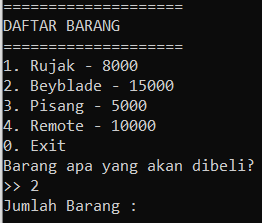 ====================
DAFTAR BARANG
====================
1. Rujak - 8000
2. Beyblade - 15000
3. Pisang - 5000
4. Remote - 10000
0. Exit
Barang apa yang akan dibeli?
>> 2
Jumlah Barang :